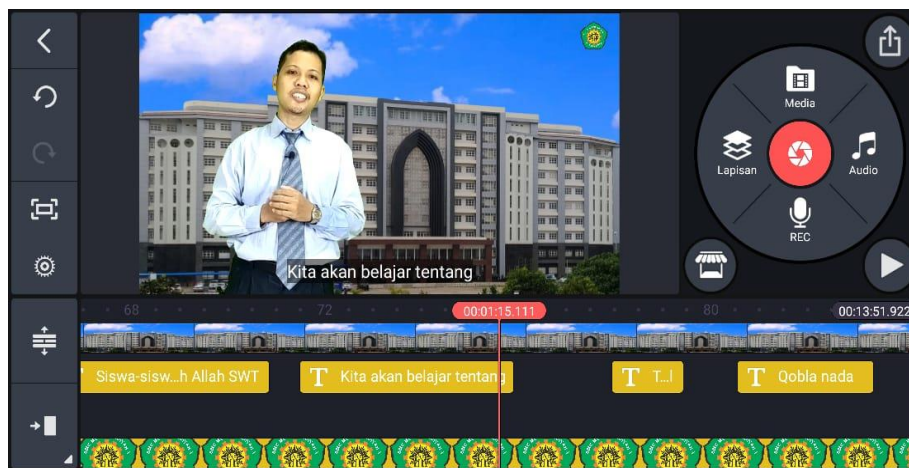 Media
Lapisan
Audio
REC
Kita akan belajar tentang
68
72
00:01:15.111
80
00:13:51.922
Siswa-sisw...h Allah SWT
T Kita akan belajar tentang
T T...l
T Qobla nada